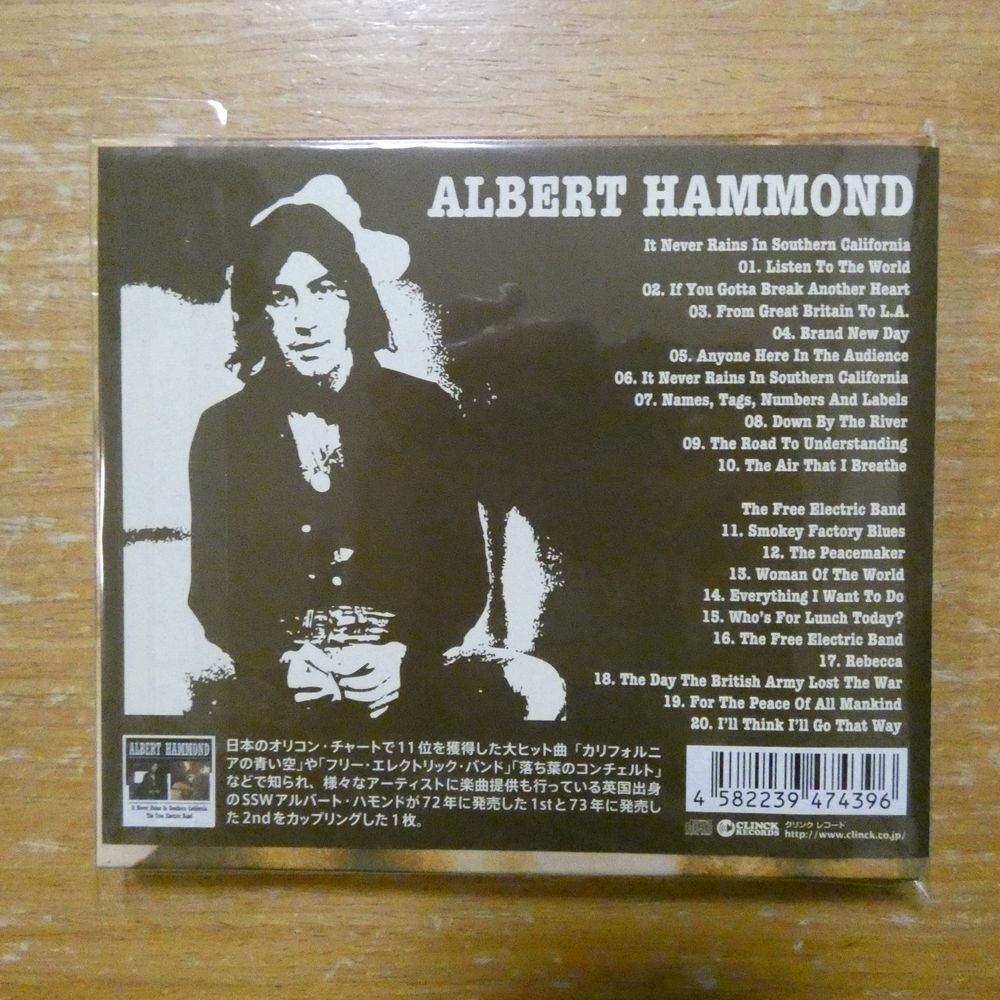 ALBERT HAMMOND
It Never Rains In Southern California
01. Listen To The World
02. If You Gotta Break Another Heart
03. From Great Britain To L.A.
04. Brand New Day
05. Anyone Here In The Audience
06. It Never Rains In Southern California
07. Names, Tags, Numbers And Labels
08. Down By The River
09. The Road To Understanding
10. The Air That I Breathe
The Free Electric Band
11. Smokey Factory Blues
12. The Peacemaker
13. Woman Of The World
14. Everything I Want To Do
15. Who's For Lunch Today?
16. The Free Electric Band
17. Rebecca
18. The Day The British Army Lost The War
19. For The Peace Of All Mankind
20. I'll Think I'll Go That Way
ALBERT HAMMOND
It Never Rains In Southern California
The Free Electric Band
日本のオリコン・チャートで11位を獲得した大ヒット曲「カリフォルニ
アの青い空」や「フリー・エレクトリック・バンド」「落ち葉のコンチェルト」
などで知られ、様々なアーティストに楽曲提供も行っている英国出身
のSSWアルバート・ハモンドが72年に発売した1stと73年に発売し
た2ndをカップリングした1枚。
4 582239 474396
CLINCK RECORDS
クリンク レコード
http://www.clinck.co.jp/